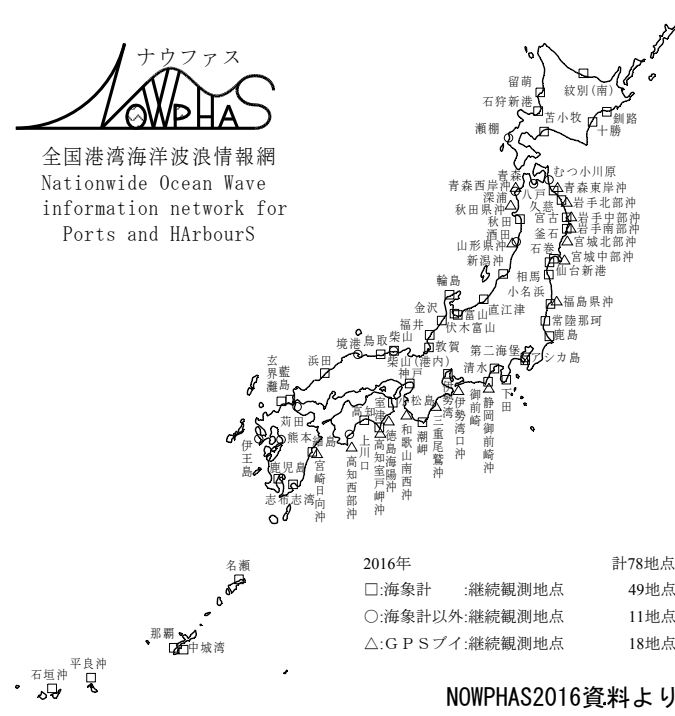 ナウファス
NOWPHAS
全国港湾海洋波浪情報網
Nationwide Ocean Wave
information network for
Ports and HArbourS
留萌
紋別(南)
石狩新港
苫小牧
釧路
十勝
瀬棚
むつ小川原
青森
青森西岸沖
八戸
青森東岸沖
深浦
久慈
岩手北部沖
秋田県沖
宮古
岩手中部沖
秋田
釜石
岩手南部沖
酒田
宮城北部沖
山形県沖
石巻
宮城中部沖
新潟沖
仙台新港
相馬
輪島
小名浜
福島県沖
金沢
富山
直江津
福井
伏木富山
常陸那珂
鹿島
境港
鳥取
柴山
柴山(港内)
敦賀
第二海堡
アシカ島
玄界灘
藍島
浜田
神戸
清水
下田
伊勢湾
御前崎
静岡御前崎沖
伊勢湾口沖
苅田
高知
室津
小松島
三重尾鷲沖
潮岬
和歌山南西沖
徳島海陽沖
高知室戸岬沖
上川口
高知西部沖
伊王島
熊本
細島
宮崎日向沖
鹿児島
志布志湾
名瀬
那覇
中城湾
平良沖
石垣沖
2016年 計78地点
□:海象計 :継続観測地点 49地点
○:海象計以外:継続観測地点 11地点
△:ＧＰＳブイ:継続観測地点 18地点
NOWPHAS2016資料より